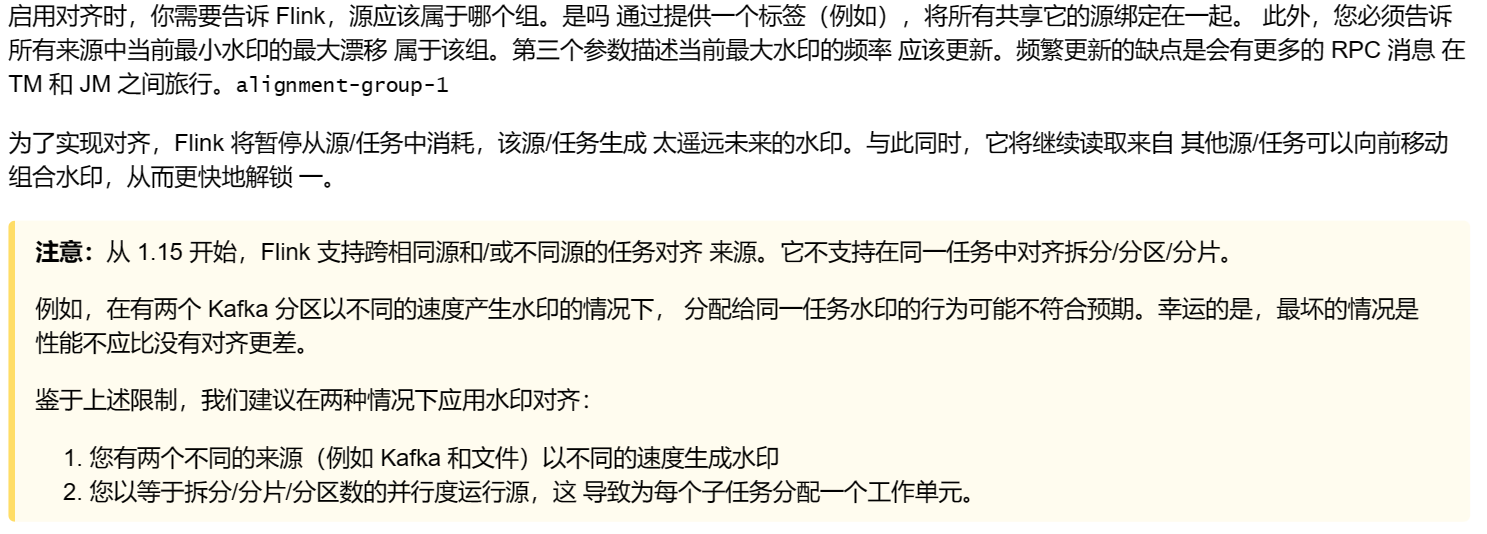 启用对齐时，你需要告诉 Flink，源应该属于哪个组。是吗 通过提供一个标签（例如），将所有共享它的源绑定在一起。 此外，您必须告诉
所有来源中当前最小水印的最大漂移 属于该组。第三个参数描述当前最大水印的频率 应该更新。频繁更新的缺点是会有更多的 RPC 消息 在
TM 和 JM 之间旅行。alignment-group-1
为了实现对齐，Flink 将暂停从源/任务中消耗，该源/任务生成 太遥远未来的水印。与此同时，它将继续读取来自 其他源/任务可以向前移动
组合水印，从而更快地解锁 一。
注意：从 1.15 开始，Flink 支持跨相同源和/或不同源的任务对齐 来源。它不支持在同一任务中对齐拆分/分区/分片。
例如，在有两个 Kafka 分区以不同的速度产生水印的情况下， 分配给同一任务水印的行为可能不符合预期。幸运的是，最坏的情况是
性能不应比没有对齐更差。
鉴于上述限制，我们建议在两种情况下应用水印对齐：
1. 您有两个不同的来源（例如 Kafka 和文件）以不同的速度生成水印
2. 您以等于拆分/分片/分区数的并行度运行源，这 导致为每个子任务分配一个工作单元。